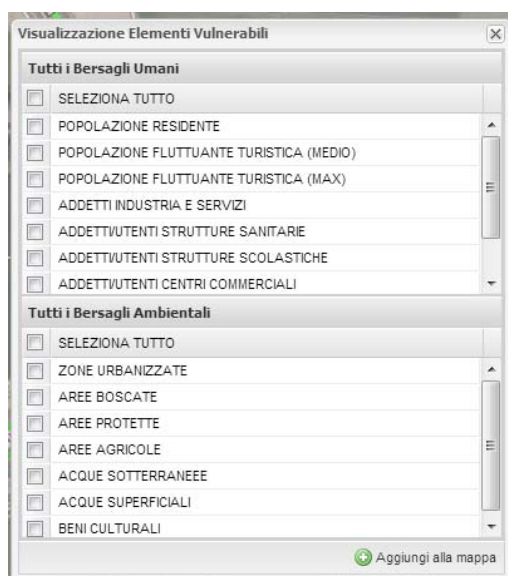 Visualizzazione Elementi Vulnerabili
Tutti i Bersagli Umani
SELEZIONA TUTTO
POPOLAZIONE RESIDENTE
POPOLAZIONE FLUTTUANTE TURISTICA (MEDIO)
POPOLAZIONE FLUTTUANTE TURISTICA (MAX)
ADDETTI INDUSTRIA E SERVIZI
ADDETTI/UTENTI STRUTTURE SANITARIE
ADDETTI/UTENTI STRUTTURE SCOLASTICHE
ADDETTI/UTENTI CENTRI COMMERCIALI
Tutti i Bersagli Ambientali
SELEZIONA TUTTO
ZONE URBANIZZATE
AREE BOSCATE
AREE PROTETTE
AREE AGRICOLE
ACQUE SOTTERRANEEE
ACQUE SUPERFICIALI
BENI CULTURALI
Aggiungi alla mappa